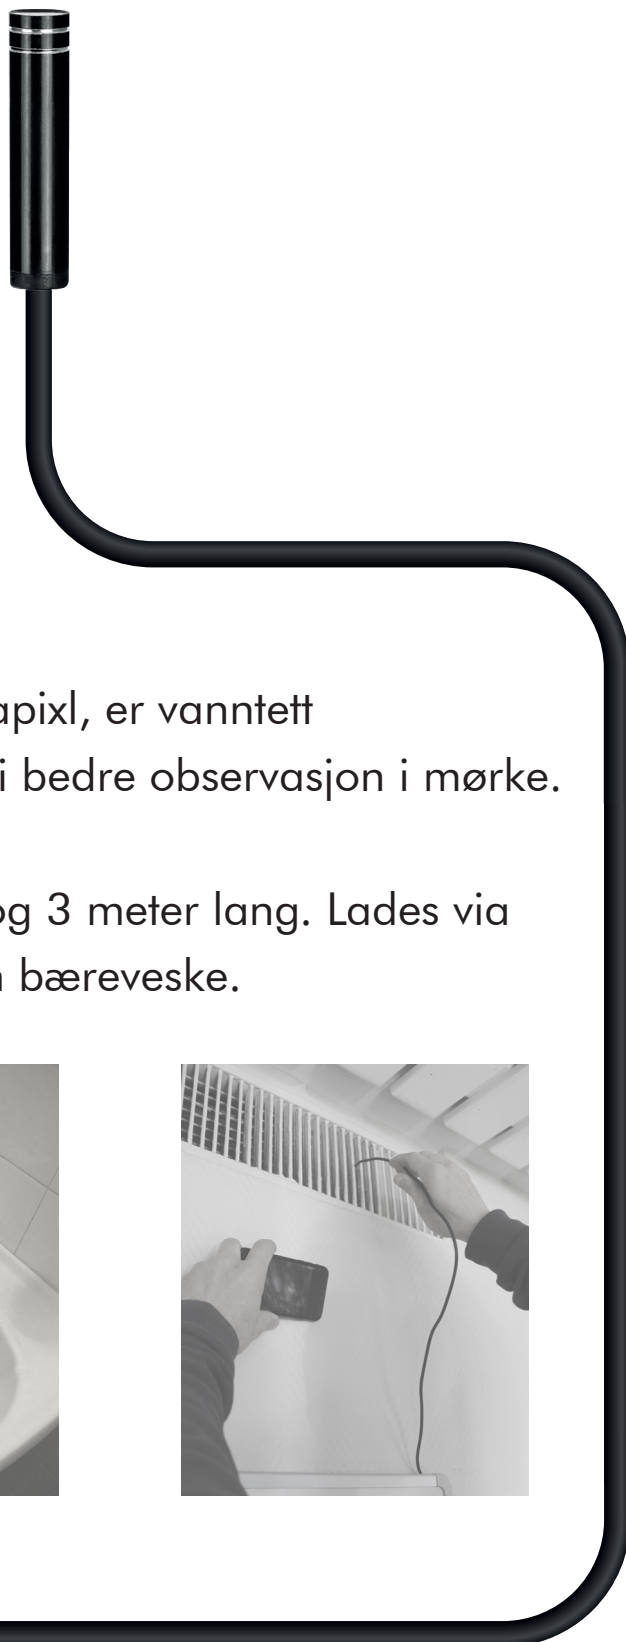 apixl, er vanntett
i bedre observasjon i mørke.
og 3 meter lang. Lades via
bæreveske.